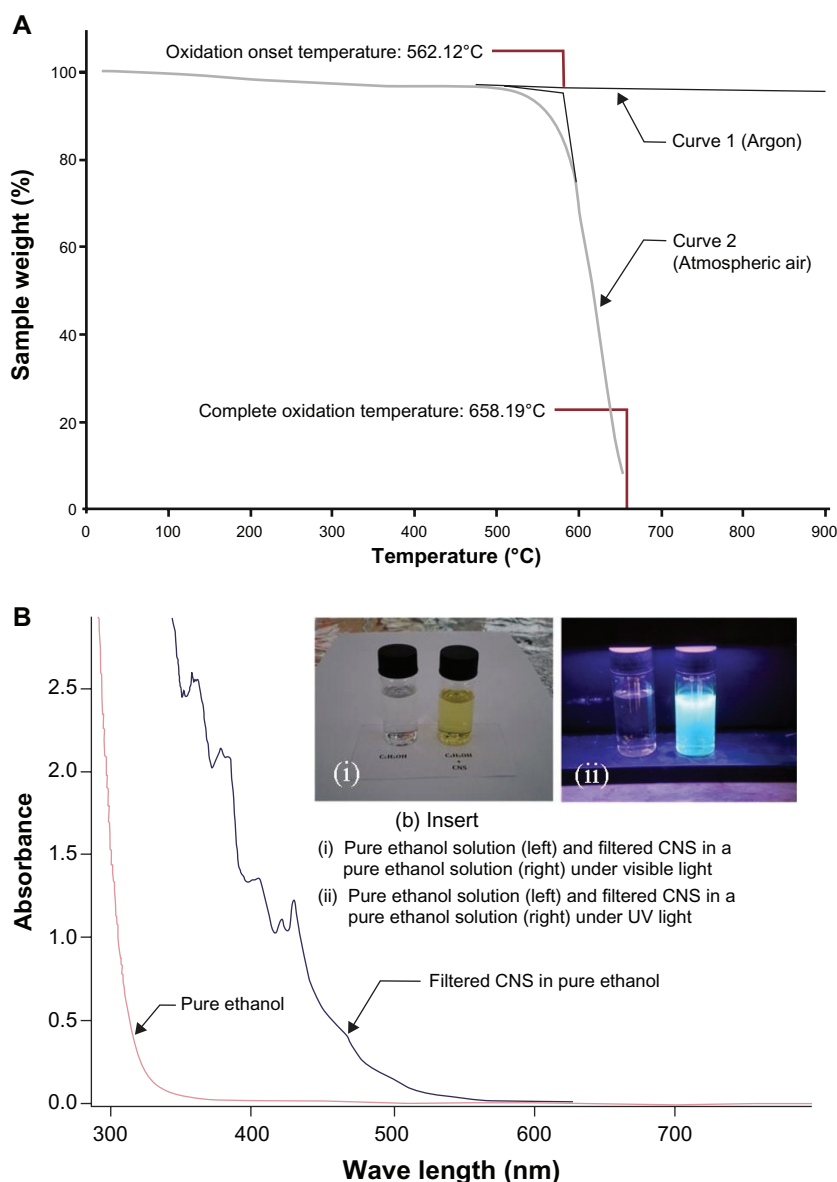 A
Oxidation onset temperature: 562.12°C
100
80
60
40
20
0
Sample weight (%)
Curve 1 (Argon)
Curve 2
(Atmospheric air)
Complete oxidation temperature: 658.19°C
0 100 200 300 400 500 600 700 800 900
Temperature (°C)
B
2.5
2.0
1.5
1.0
0.5
0.0
Absorbance
C₂H₅OH
C₂H₅OH
+
CNS
(i)
(ii)
(b) Insert
(i) Pure ethanol solution (left) and filtered CNS in a
pure ethanol solution (right) under visible light
(ii) Pure ethanol solution (left) and filtered CNS in a
pure ethanol solution (right) under UV light
Pure ethanol
Filtered CNS in pure ethanol
300 400 500 600 700
Wave length (nm)